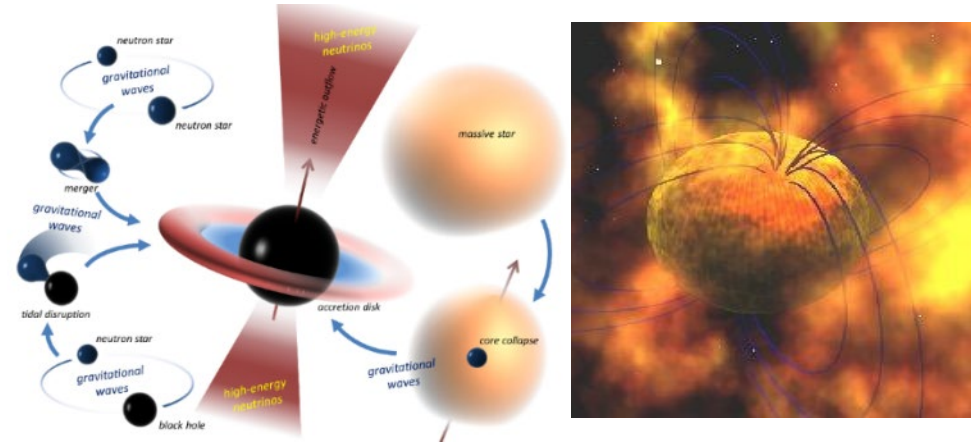 neutron star
gravitational
waves
neutron star
merger
gravitational
waves
tidal disruption
neutron star
gravitational
waves
black hole
high-energy
neutrinos
energetic outflow
accretion disk
high-energy
neutrinos
massive star
core collapse
gravitational
waves